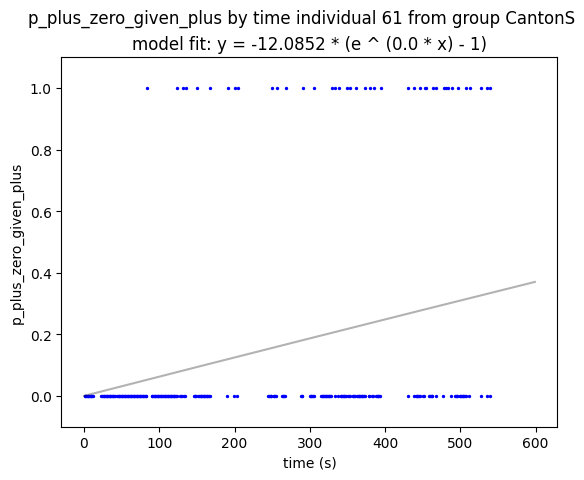 p_plus_zero_given_plus by time individual 61 from group CantonS
model fit: y = -12.0852 * (e ^ (0.0 * x) - 1)
1.0
0.8
0.6
0.4
0.2
0.0
p_plus_zero_given_plus
0 100 200 300 400 500 600
time (s)